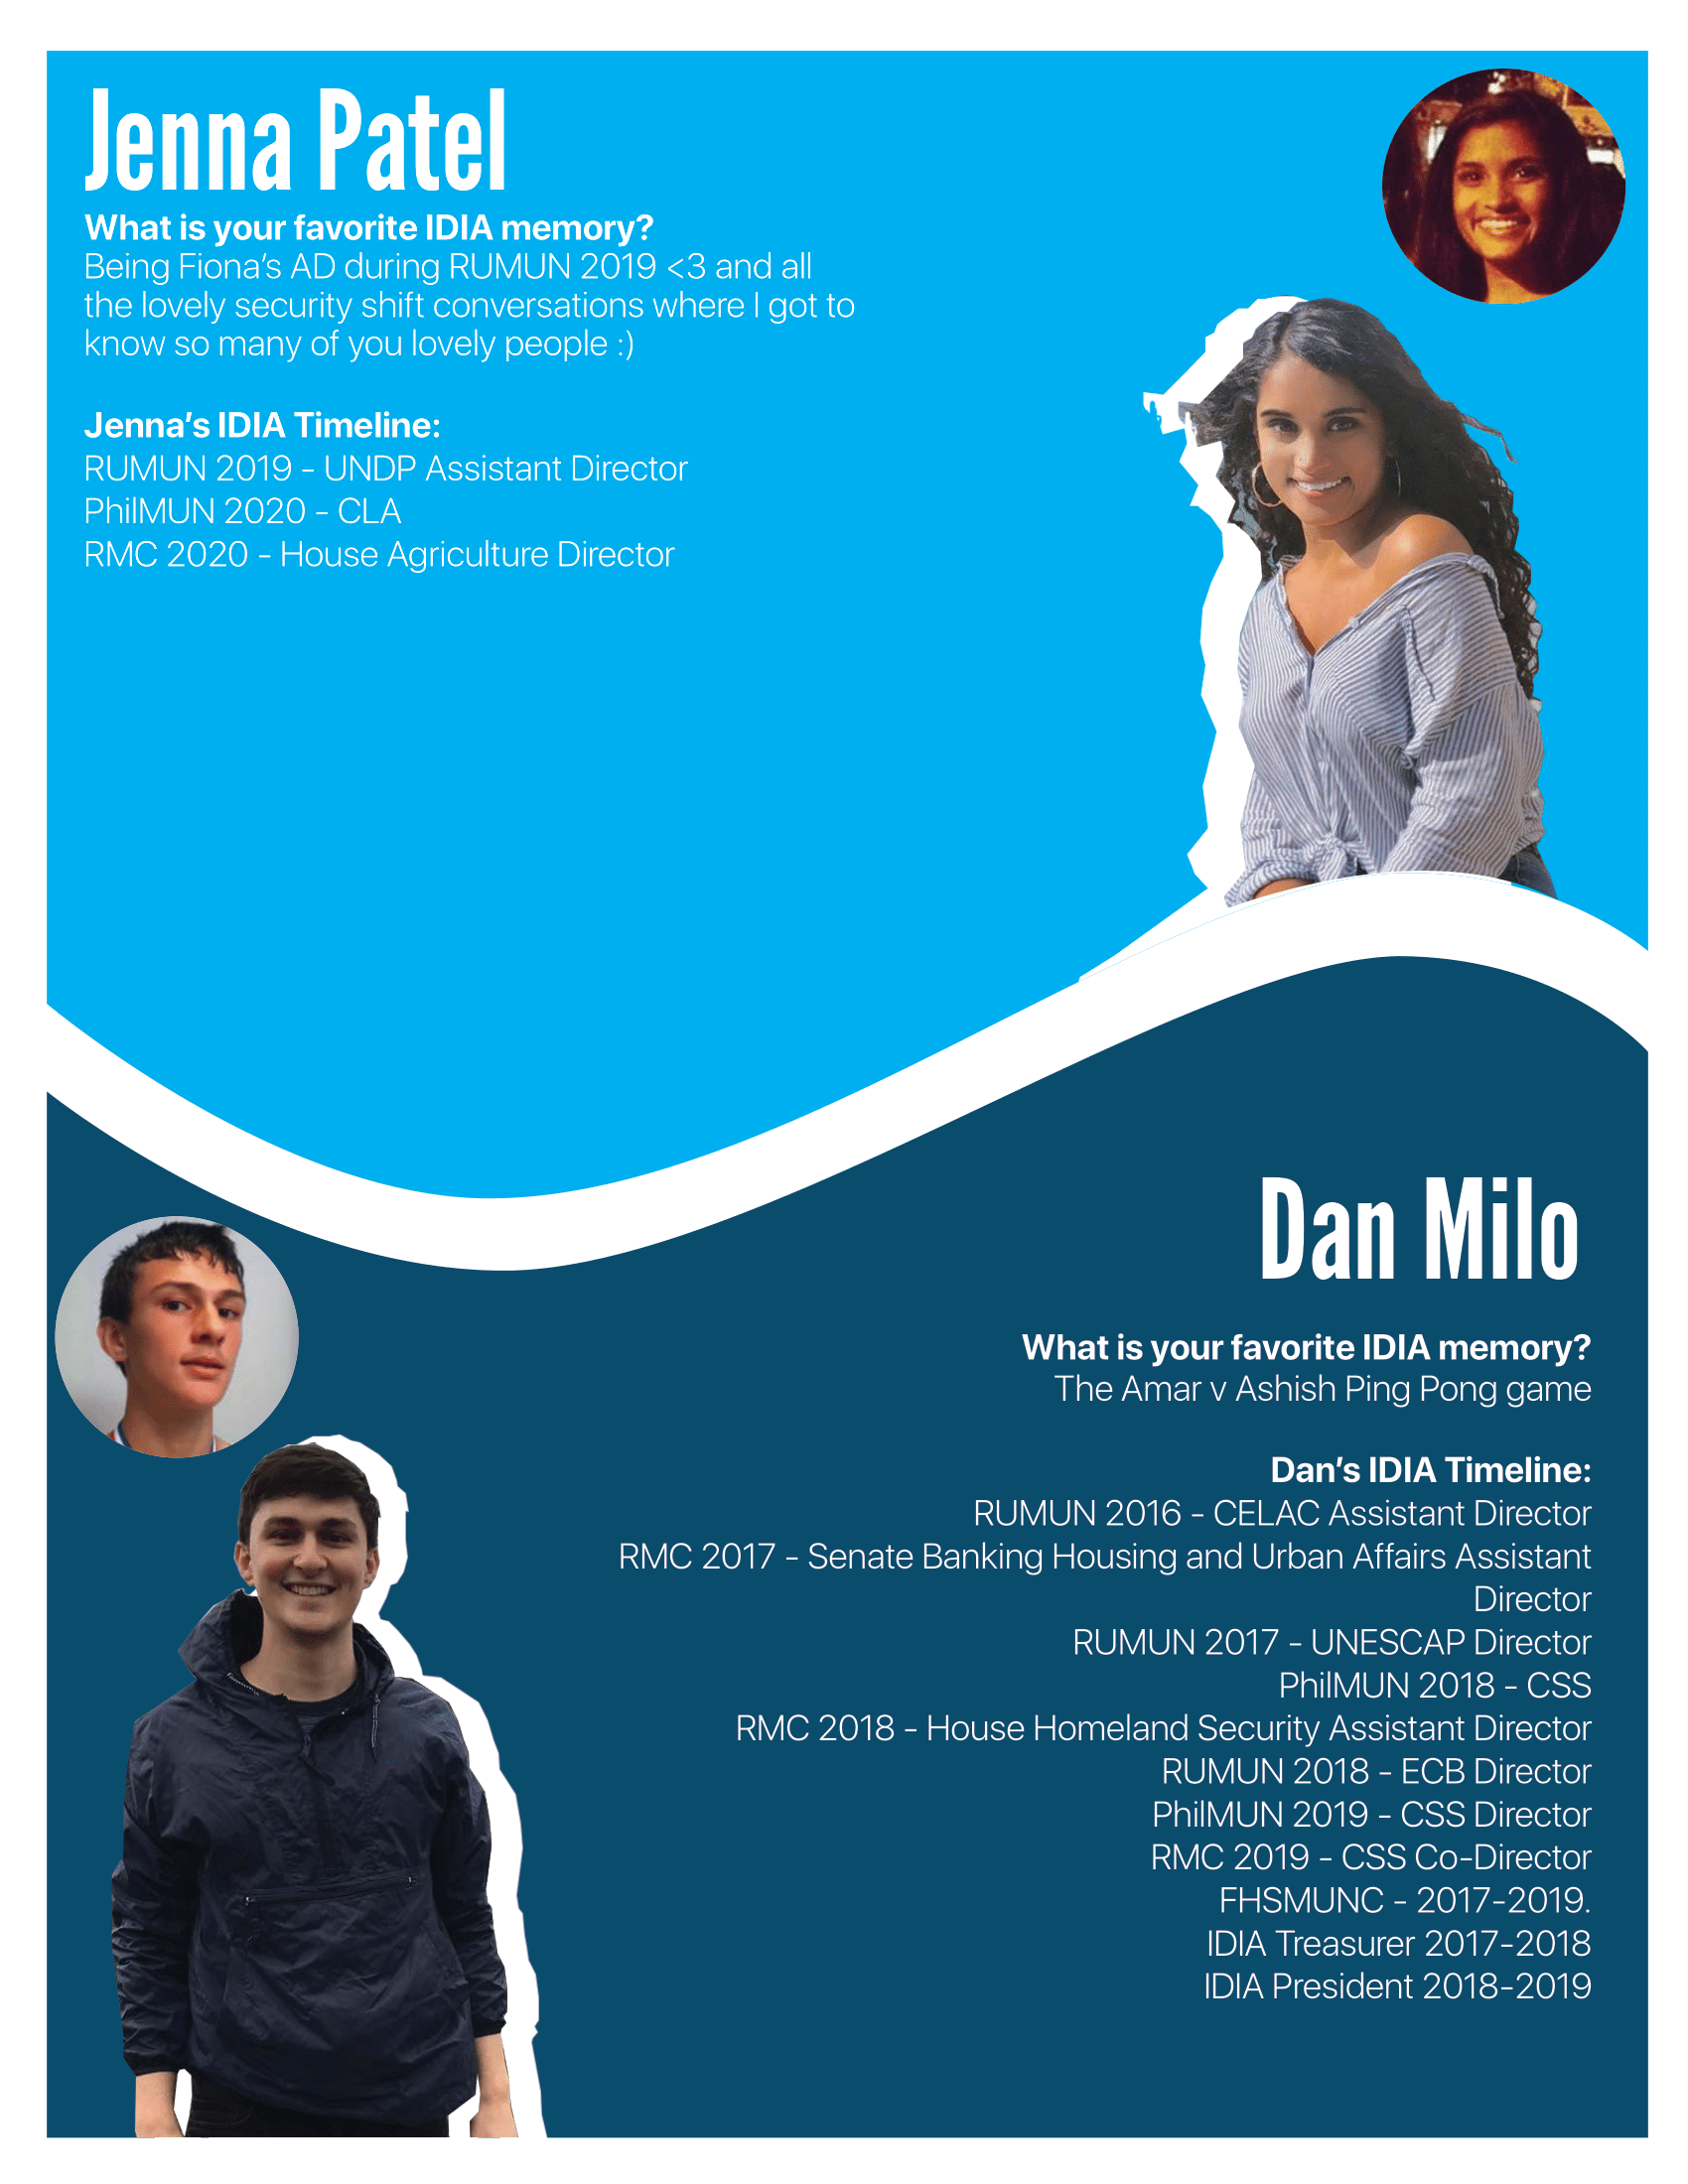 Jenna Patel
What is your favorite IDIA memory?
Being Fiona's AD during RUMUN 2019 <3 and all
the lovely security shift conversations where I got to
know so many of you lovely people :)
Jenna's IDIA Timeline:
RUMUN 2019 - UNDP Assistant Director
PhilMUN 2020 - CLA
RMC 2020 - House Agriculture Director
Dan Milo
What is your favorite IDIA memory?
The Amar v Ashish Ping Pong game
Dan's IDIA Timeline:
RUMUN 2016 - CELAC Assistant Director
RMC 2017 - Senate Banking Housing and Urban Affairs Assistant
Director
RUMUN 2017 - UNESCAP Director
PhilMUN 2018 - CSS
RMC 2018 - House Homeland Security Assistant Director
RUMUN 2018 - ECB Director
PhilMUN 2019 - CSS Director
RMC 2019 - CSS Co-Director
FHSMUNC - 2017-2019.
IDIA Treasurer 2017-2018
IDIA President 2018-2019